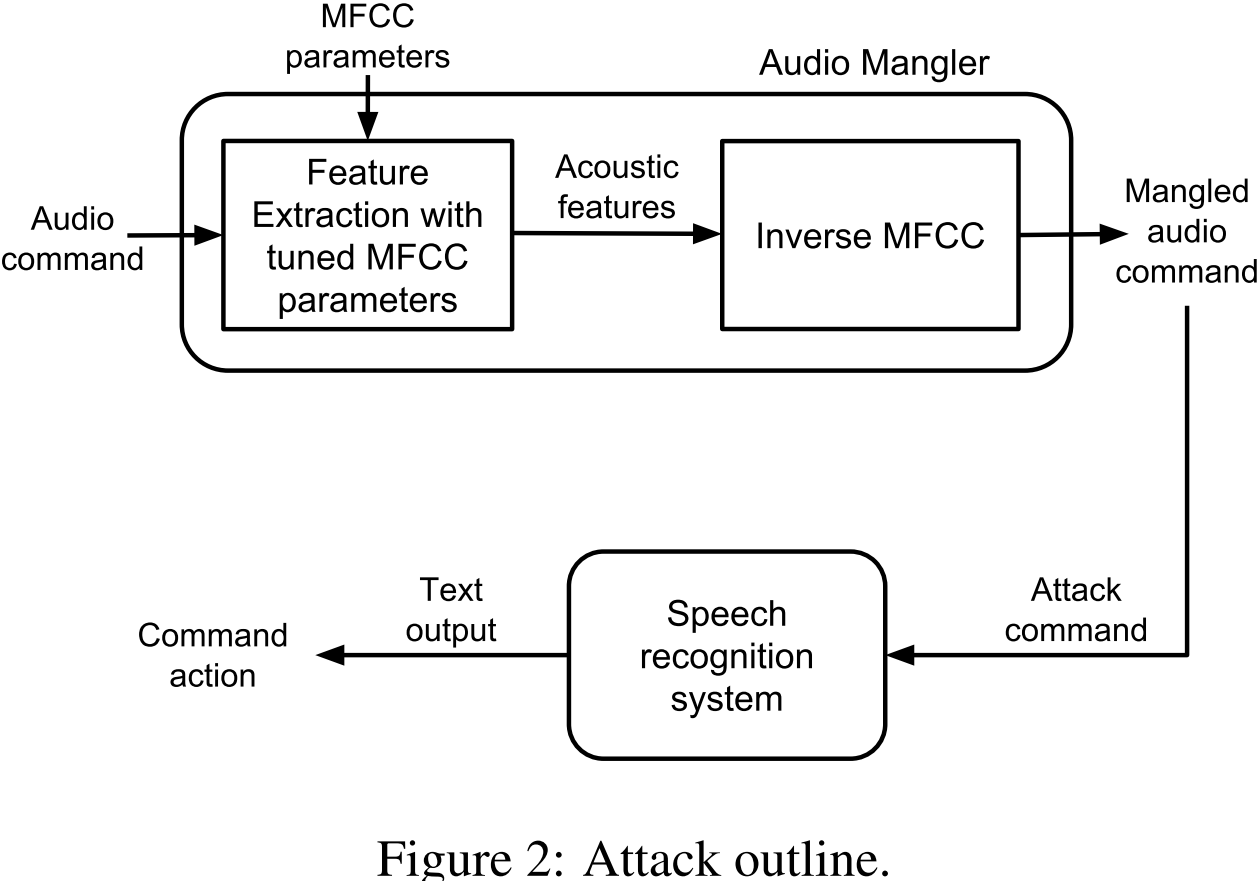 MFCC
parameters
Audio Mangler
Audio
command
Feature
Extraction with
tuned MFCC
parameters
Acoustic
features
Inverse MFCC
Mangled
audio
command
Attack
command
Speech
recognition
system
Text
output
Command
action
Figure 2: Attack outline.